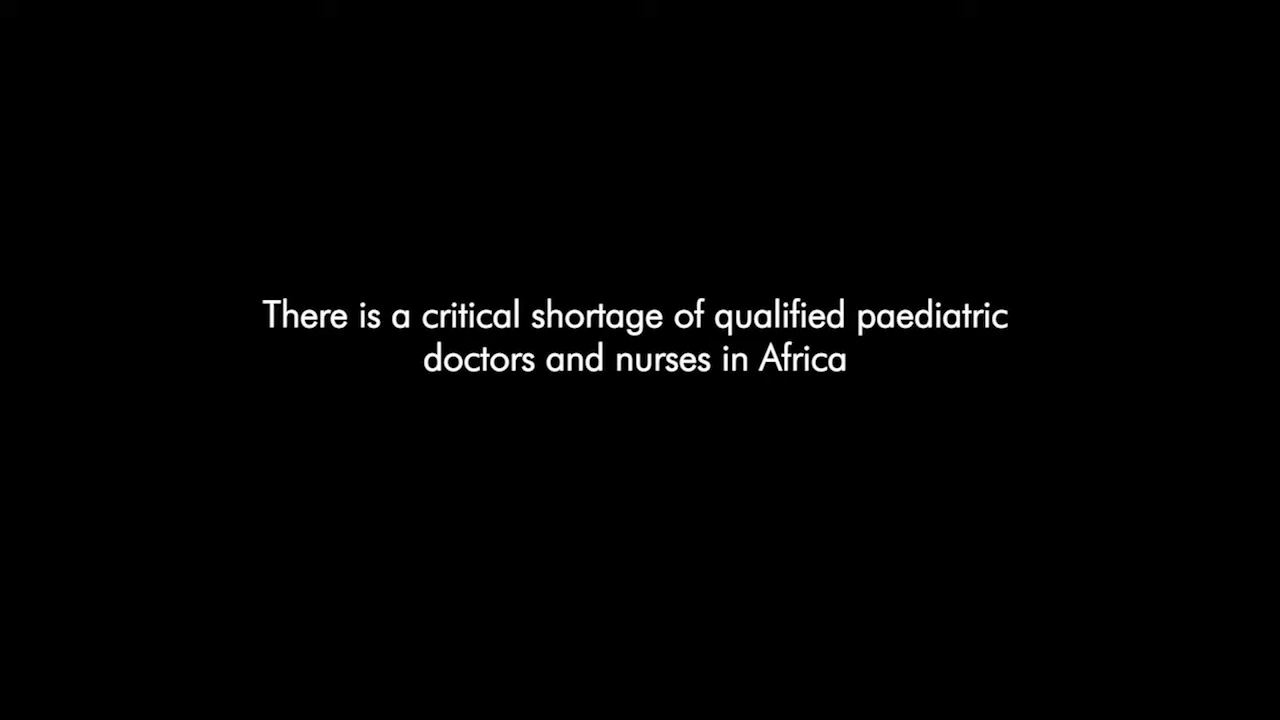 There is a critical shortage of qualified paediatric
doctors and nurses in Africa